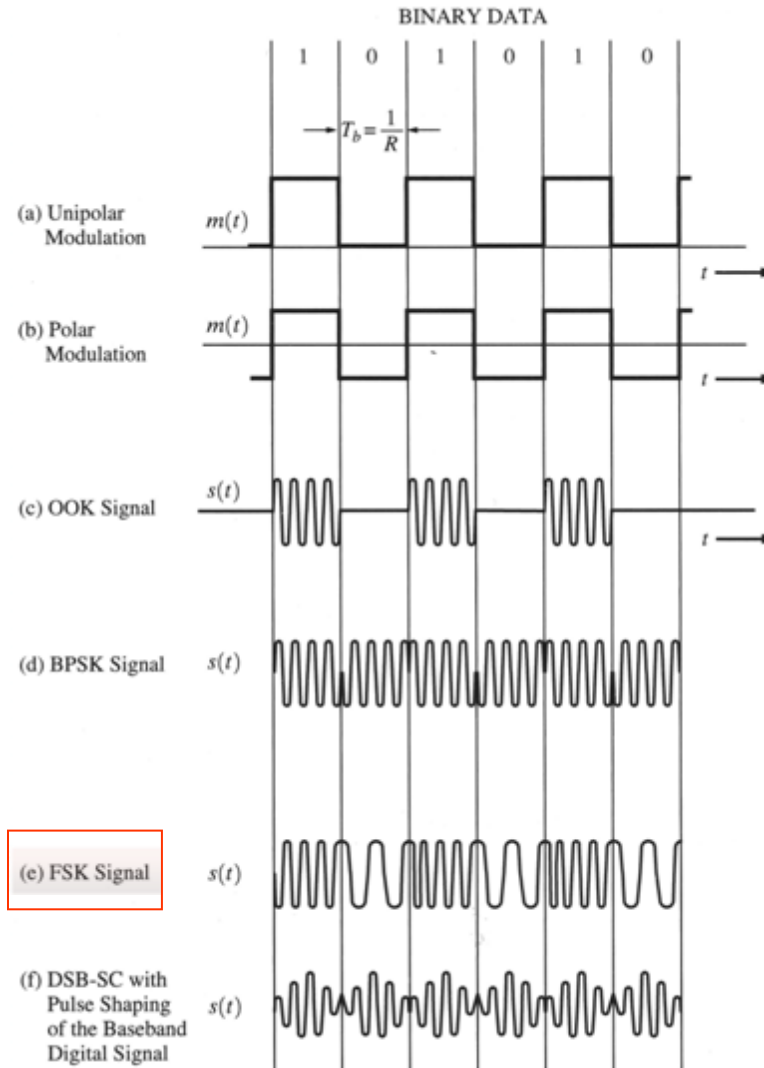 BINARY DATA
1 0 1 0 1 0
T_b = 1/R
(a) Unipolar
Modulation
m(t)
t
(b) Polar
Modulation
m(t)
t
(c) OOK Signal
s(t)
t
(d) BPSK Signal
s(t)
(e) FSK Signal
s(t)
(f) DSB-SC with
Pulse Shaping
of the Baseband
Digital Signal
s(t)